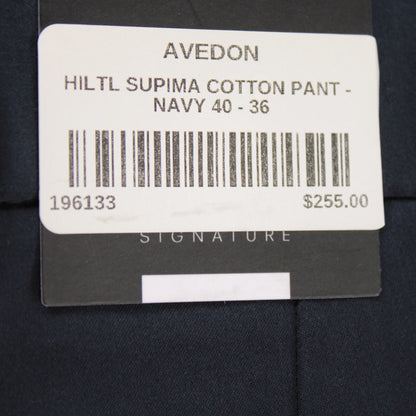 AVEDON
HILTL SUPIMA COTTON PANT -
NAVY 40 - 36
196133 $255.00
SIGNATURE